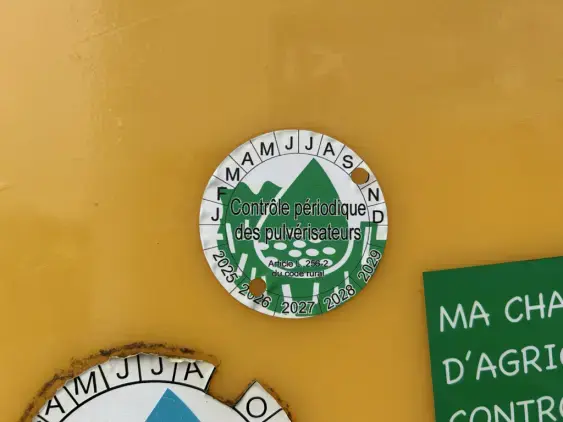 J F M A M J J A S N D
Contrôle périodique
des pulvérisateurs
Article L. 256-2
du code rural
2025 2026 2027 2028 2029
MA CHA
D'AGRI
CONTRO
A M J J A O